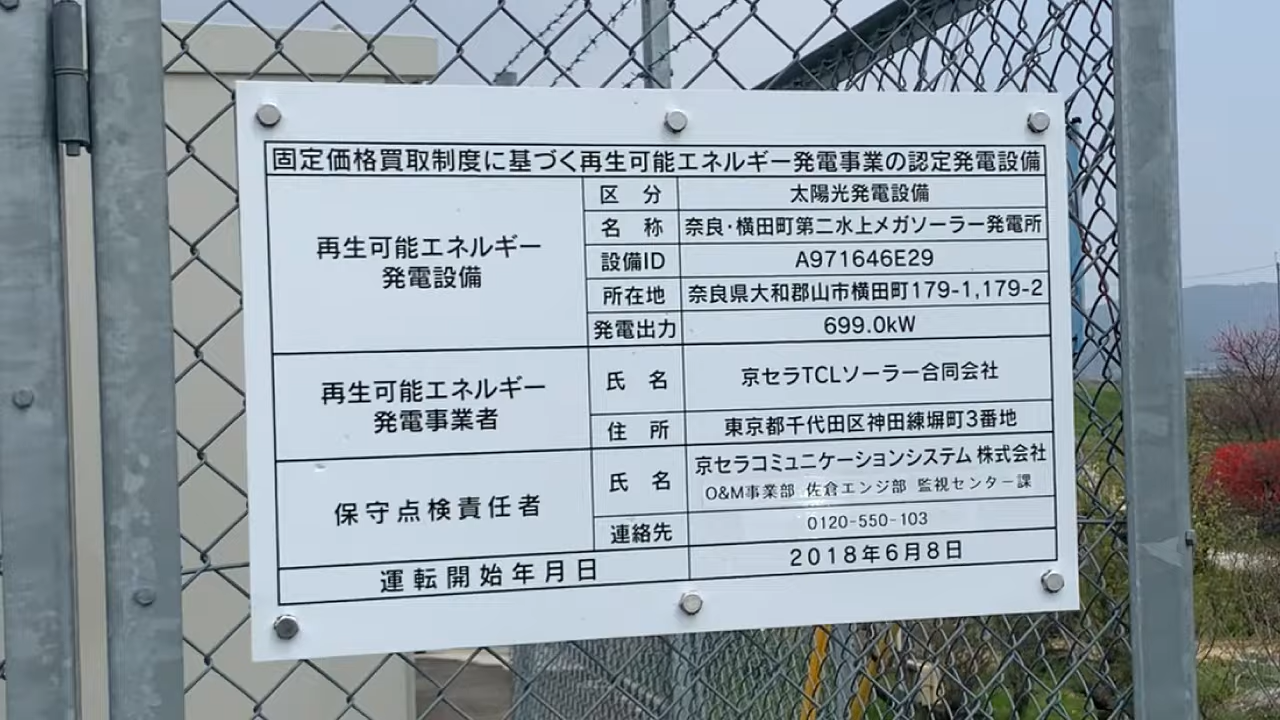 固定価格買取制度に基づく再生可能エネルギー発電事業の認定発電設備
再生可能エネルギー
発電設備
区 分 太陽光発電設備
名 称 奈良・横田町第二水上メガソーラー発電所
設備ID A971646E29
所在地 奈良県大和郡山市横田町179-1,179-2
発電出力 699.0kW
再生可能エネルギー
発電事業者
氏 名 京セラTCLソーラー合同会社
住 所 東京都千代田区神田練塀町3番地
保守点検責任者
氏 名 京セラコミュニケーションシステム 株式会社
O&M事業部 佐倉エンジ部 監視センター課
連絡先 0120-550-103
運転開始年月日 2018年6月8日